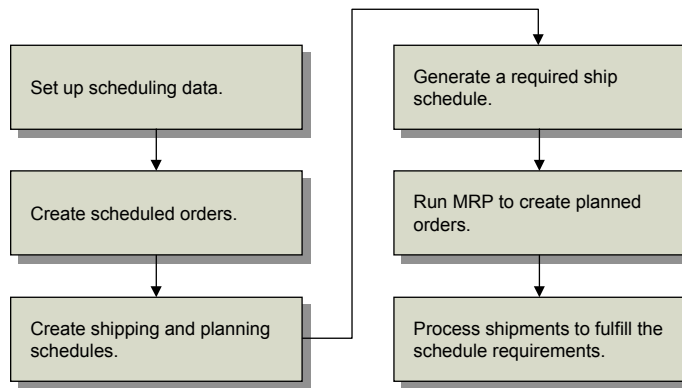 Set up scheduling data.
Create scheduled orders.
Create shipping and planning
schedules.
Generate a required ship
schedule.
Run MRP to create planned
orders.
Process shipments to fulfill the
schedule requirements.